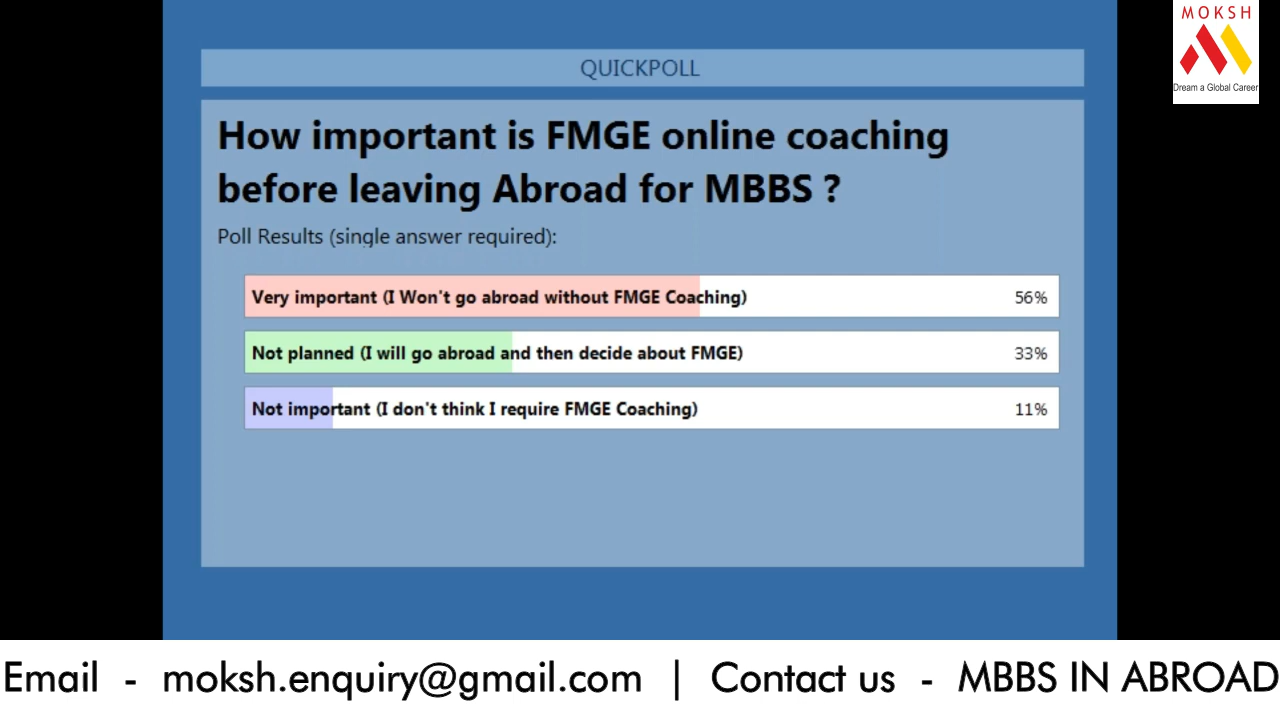 MOKSH
Dream a Global Career
QUICKPOLL
How important is FMGE online coaching
before leaving Abroad for MBBS ?
Poll Results (single answer required):
Very important (I Won't go abroad without FMGE Coaching) 56%
Not planned (I will go abroad and then decide about FMGE) 33%
Not important (I don't think I require FMGE Coaching) 11%
Email - moksh.enquiry@gmail.com | Contact us - MBBS IN ABROAD